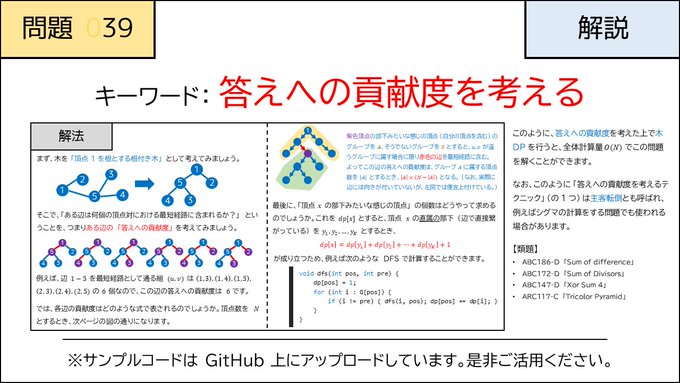 問題 039
解説
キーワード: 答えへの貢献度を考える
解法
まず、木を「頂点 1 を根とする根付き木」として考えてみましょう。
1
2
3
4
5
1
5
2
3
4
そこで、「ある辺は何個の頂点対における最短経路に含まれるか?」とい
うことを、つまりある辺の「答えへの貢献度」を考えてみましょう。
例えば、辺 1 − 5 を最短経路として通る組 (u, v) は (1,3), (1,4), (1,5),
(2,3), (2,4), (2,5) の 6 個なので、この辺の答えへの貢献度は 6 です。
では、各辺の貢献度はどのような式で表されるのでしょうか。頂点数を N
とするとき、次ページの図の通りになります。
紫色頂点の部下みたいな感じの頂点（自分の頂点を含む）の
グループを A、そうでないグループを B とすると、u, v が違
うグループに属す場合に限り赤色の辺を最短経路に含む。
よってこの辺の答えへの貢献度は、グループ A に属する頂点
数を |A| とするとき、|A| × (N − |A|) となる。（なお、実際に
辺には向きが付いていないが、左図では便宜上付けている。）
最後に、「頂点 x の部下みたいな感じの頂点」の個数はどうやって求める
のでしょうか。これを dp[x] とするとき、頂点 x の直属の部下（辺で直接繋
がっている）を y₁, y₂, ..., yₖ とするとき、
dp[x] = dp[y₁] + dp[y₂] + ⋯ + dp[yₖ] + 1
が成り立つため、例えば次のような DFS で計算することができます。
void dfs(int pos, int pre) {
dp[pos] = 1;
for (int i : G[pos]) {
if (i != pre) { dfs(i, pos); dp[pos] += dp[i]; }
}
}
このように、答えへの貢献度を考えた上で木
DP を行うと、全体計算量 O(N) でこの問題
を解くことができます。
なお、このように「答えへの貢献度を考えるテ
クニック」（の 1 つ）は主客転倒とも呼ばれ、
例えばシグマの計算をする問題でも使われる
場合があります。
【類題】
• ABC186-D「Sum of difference」
• ABC172-D「Sum of Divisors」
• ABC147-D「Xor Sum 4」
• ARC117-C「Tricolor Pyramid」
※サンプルコードは GitHub 上にアップロードしています。是非ご活用ください。